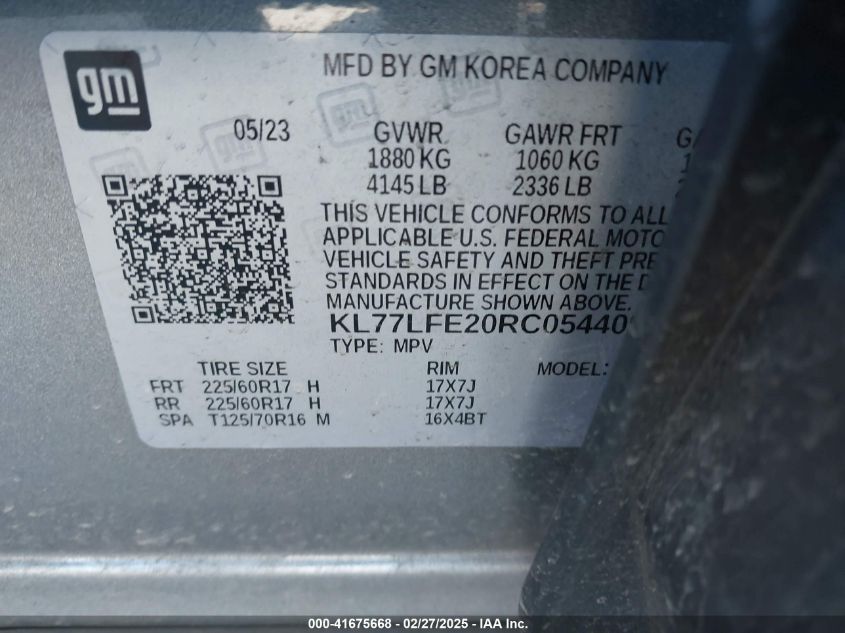 gm
MFD BY GM KOREA COMPANY
05/23 GVWR GAWR FRT
1880 KG 1060 KG
4145 LB 2336 LB
THIS VEHICLE CONFORMS TO ALL
APPLICABLE U.S. FEDERAL MOTO
VEHICLE SAFETY AND THEFT PRE
STANDARDS IN EFFECT ON THE
MANUFACTURE SHOWN ABOVE.
KL77LFE20RC05440
TYPE: MPV
TIRE SIZE RIM MODEL:
FRT 225/60R17 H 17X7J
RR 225/60R17 H 17X7J
SPA T125/70R16 M 16X4BT
000-41675668 - 02/27/2025 - IAA Inc.